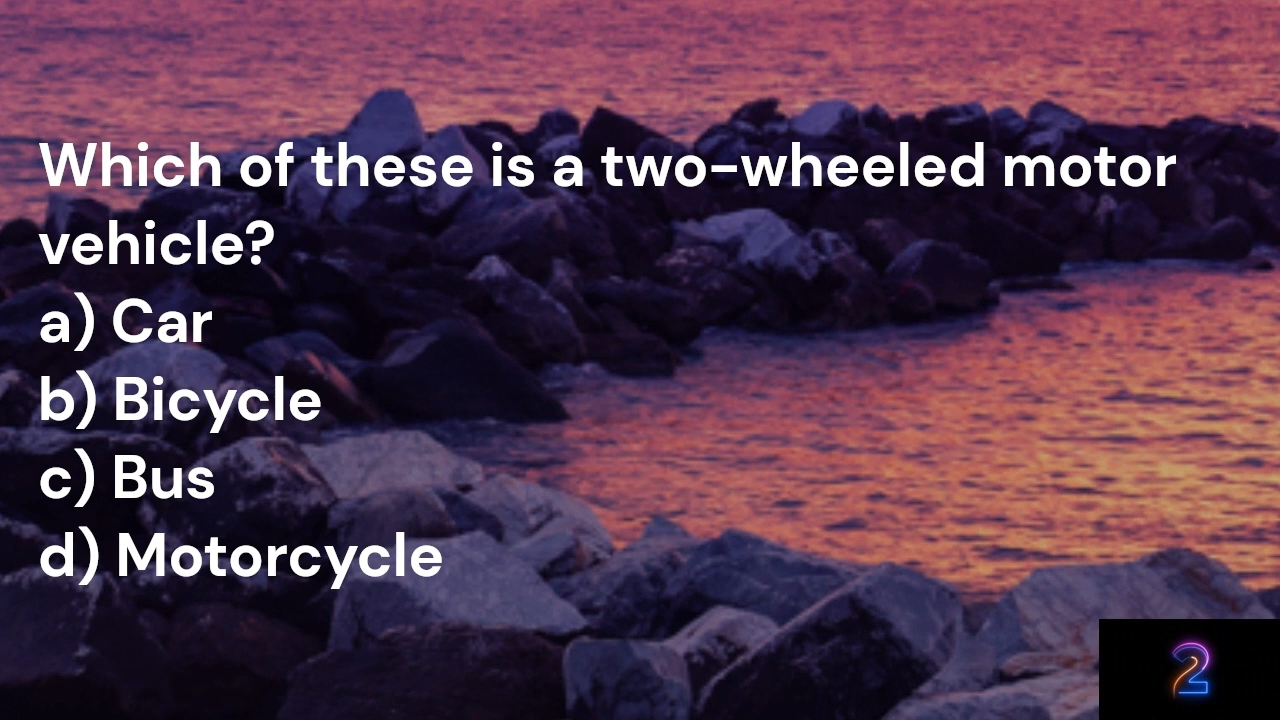 Which of these is a two-wheeled motor
vehicle?
a) Car
b) Bicycle
c) Bus
d) Motorcycle
2